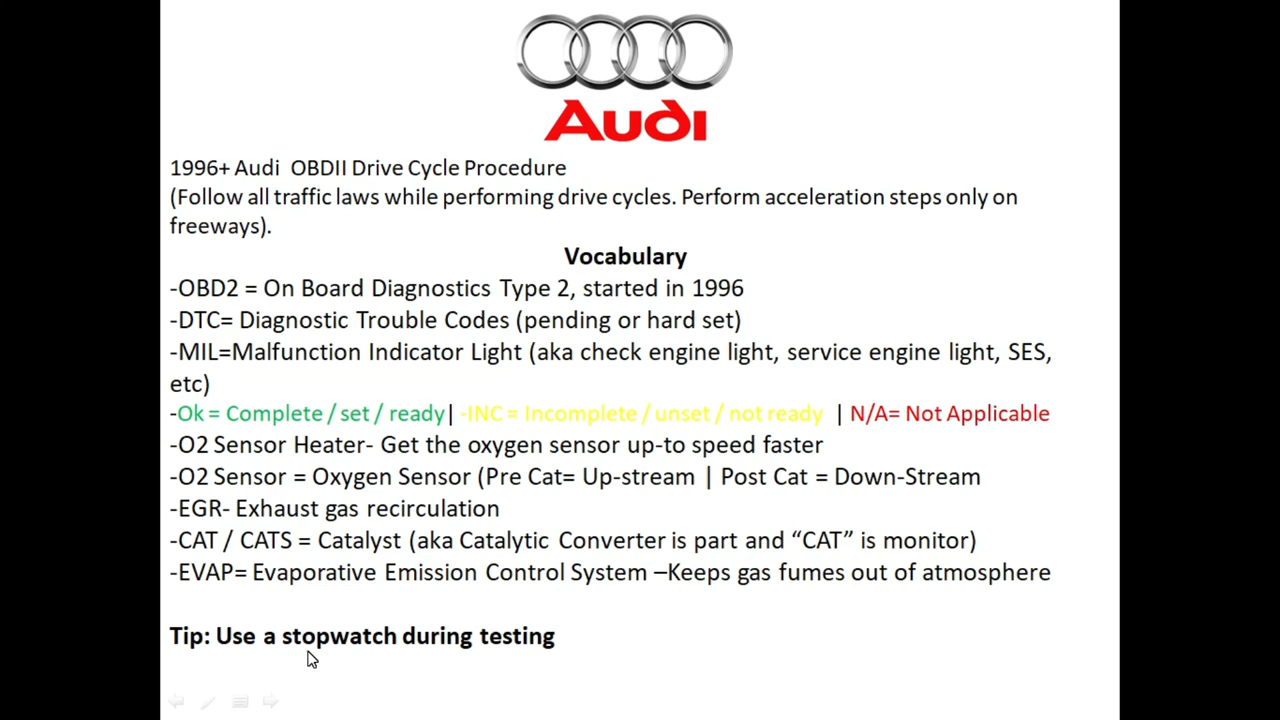 Audi
1996+ Audi OBDII Drive Cycle Procedure
(Follow all traffic laws while performing drive cycles. Perform acceleration steps only on
freeways).
Vocabulary
-OBD2 = On Board Diagnostics Type 2, started in 1996
-DTC= Diagnostic Trouble Codes (pending or hard set)
-MIL=Malfunction Indicator Light (aka check engine light, service engine light, SES,
etc)
-Ok = Complete / set / ready| -INC = Incomplete / unset / not ready | N/A= Not Applicable
-O2 Sensor Heater- Get the oxygen sensor up-to speed faster
-O2 Sensor = Oxygen Sensor (Pre Cat= Up-stream | Post Cat = Down-Stream
-EGR- Exhaust gas recirculation
-CAT / CATS = Catalyst (aka Catalytic Converter is part and “CAT” is monitor)
-EVAP= Evaporative Emission Control System –Keeps gas fumes out of atmosphere
Tip: Use a stopwatch during testing